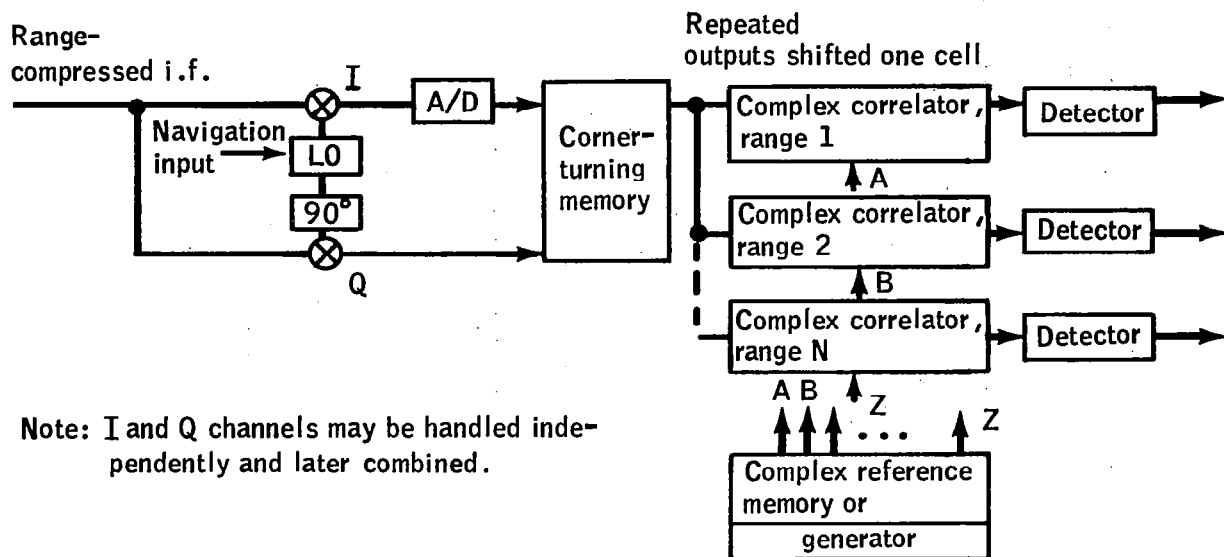 Range-
compressed i.f.
I
A/D
Navigation
input
LO
90°
Q
Corner-
turning
memory
Repeated
outputs shifted one cell
Complex correlator,
range 1
Detector
A
Complex correlator,
range 2
Detector
B
Complex correlator,
range N
Detector
A B
Z
... Z
Complex reference
memory or
generator
Note: I and Q channels may be handled inde-
pendently and later combined.